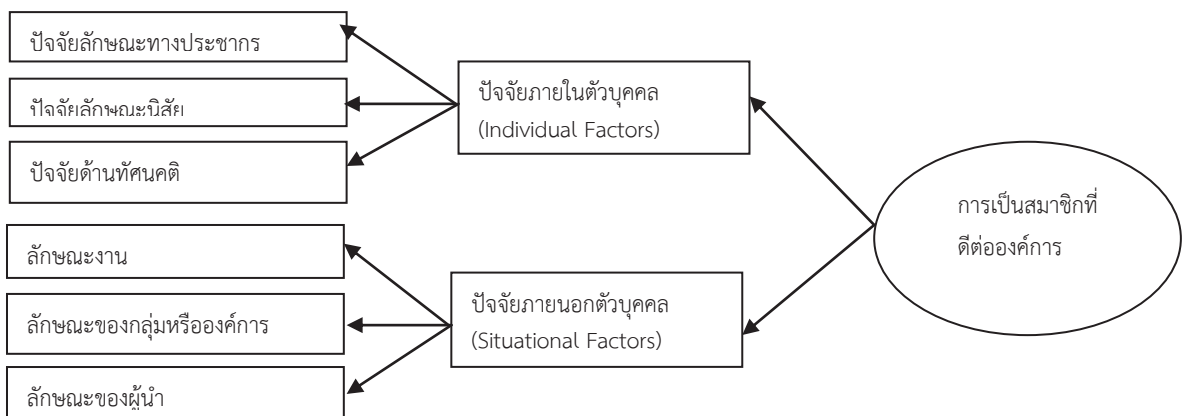 ปัจจัยลักษณะทางประชากร
ปัจจัยลักษณะนิสัย
ปัจจัยด้านทัศนคติ
ลักษณะงาน
ลักษณะของกลุ่มหรือองค์การ
ลักษณะของผู้นำ
ปัจจัยภายในตัวบุคคล
(Individual Factors)
ปัจจัยภายนอกตัวบุคคล
(Situational Factors)
การเป็นสมาชิกที่
ดีต่อองค์การ